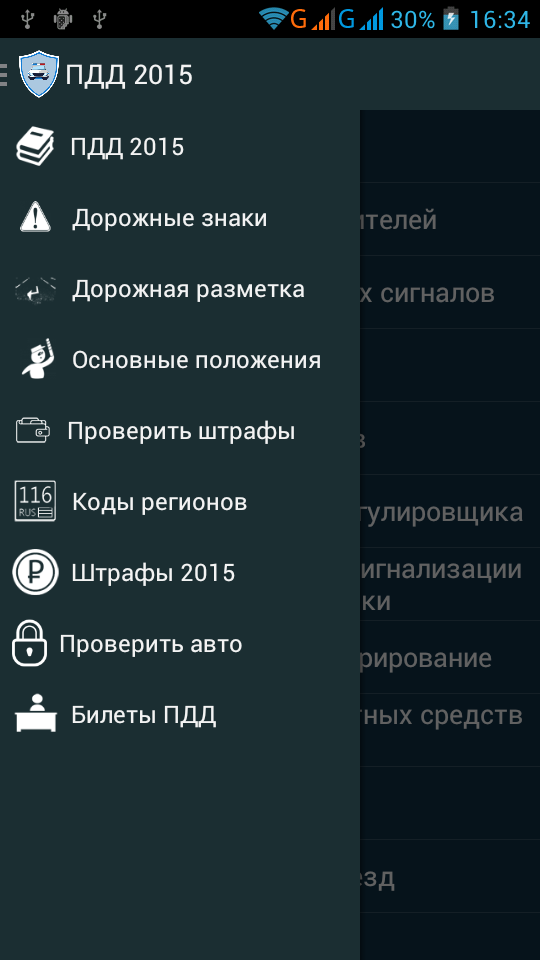 G G 30% 16:34
ПДД 2015
ПДД 2015
Дорожные знаки
Дорожная разметка
Основные положения
Проверить штрафы
116
RUS
Коды регионов
Штрафы 2015
Проверить авто
Билеты ПДД
ителей
х сигналов
в
гулировщика
игнализации
ки
рирование
тных средств
езд